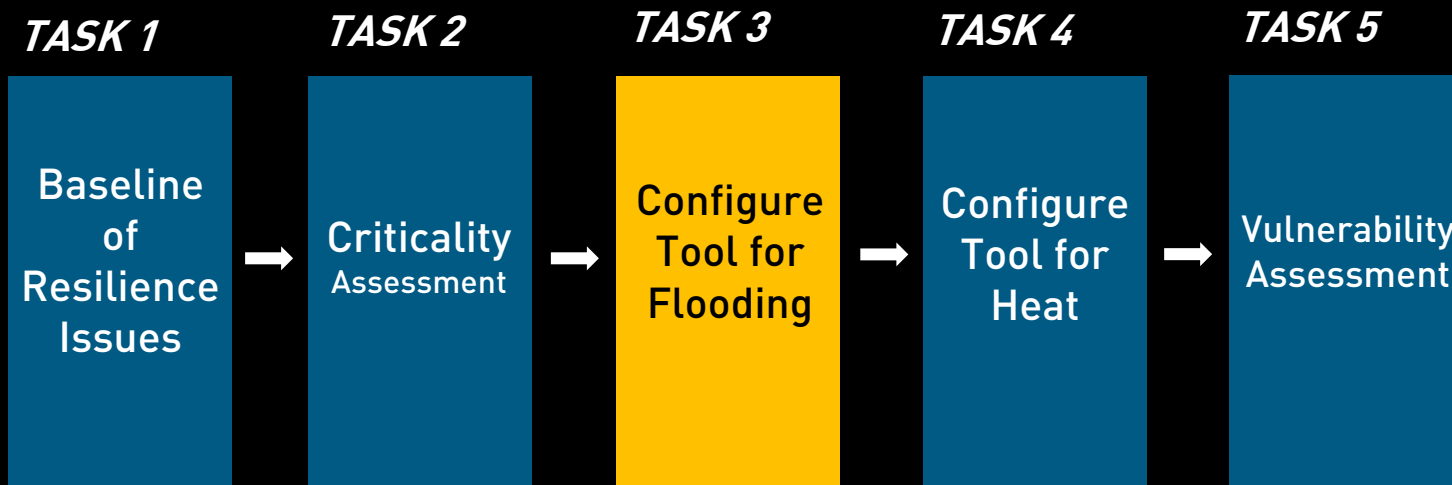 TASK 1
TASK 2
TASK 3
TASK 4
TASK 5
Baseline
of
Resilience
Issues
Criticality
Assessment
Configure
Tool for
Flooding
Configure
Tool for
Heat
Vulnerability
Assessment